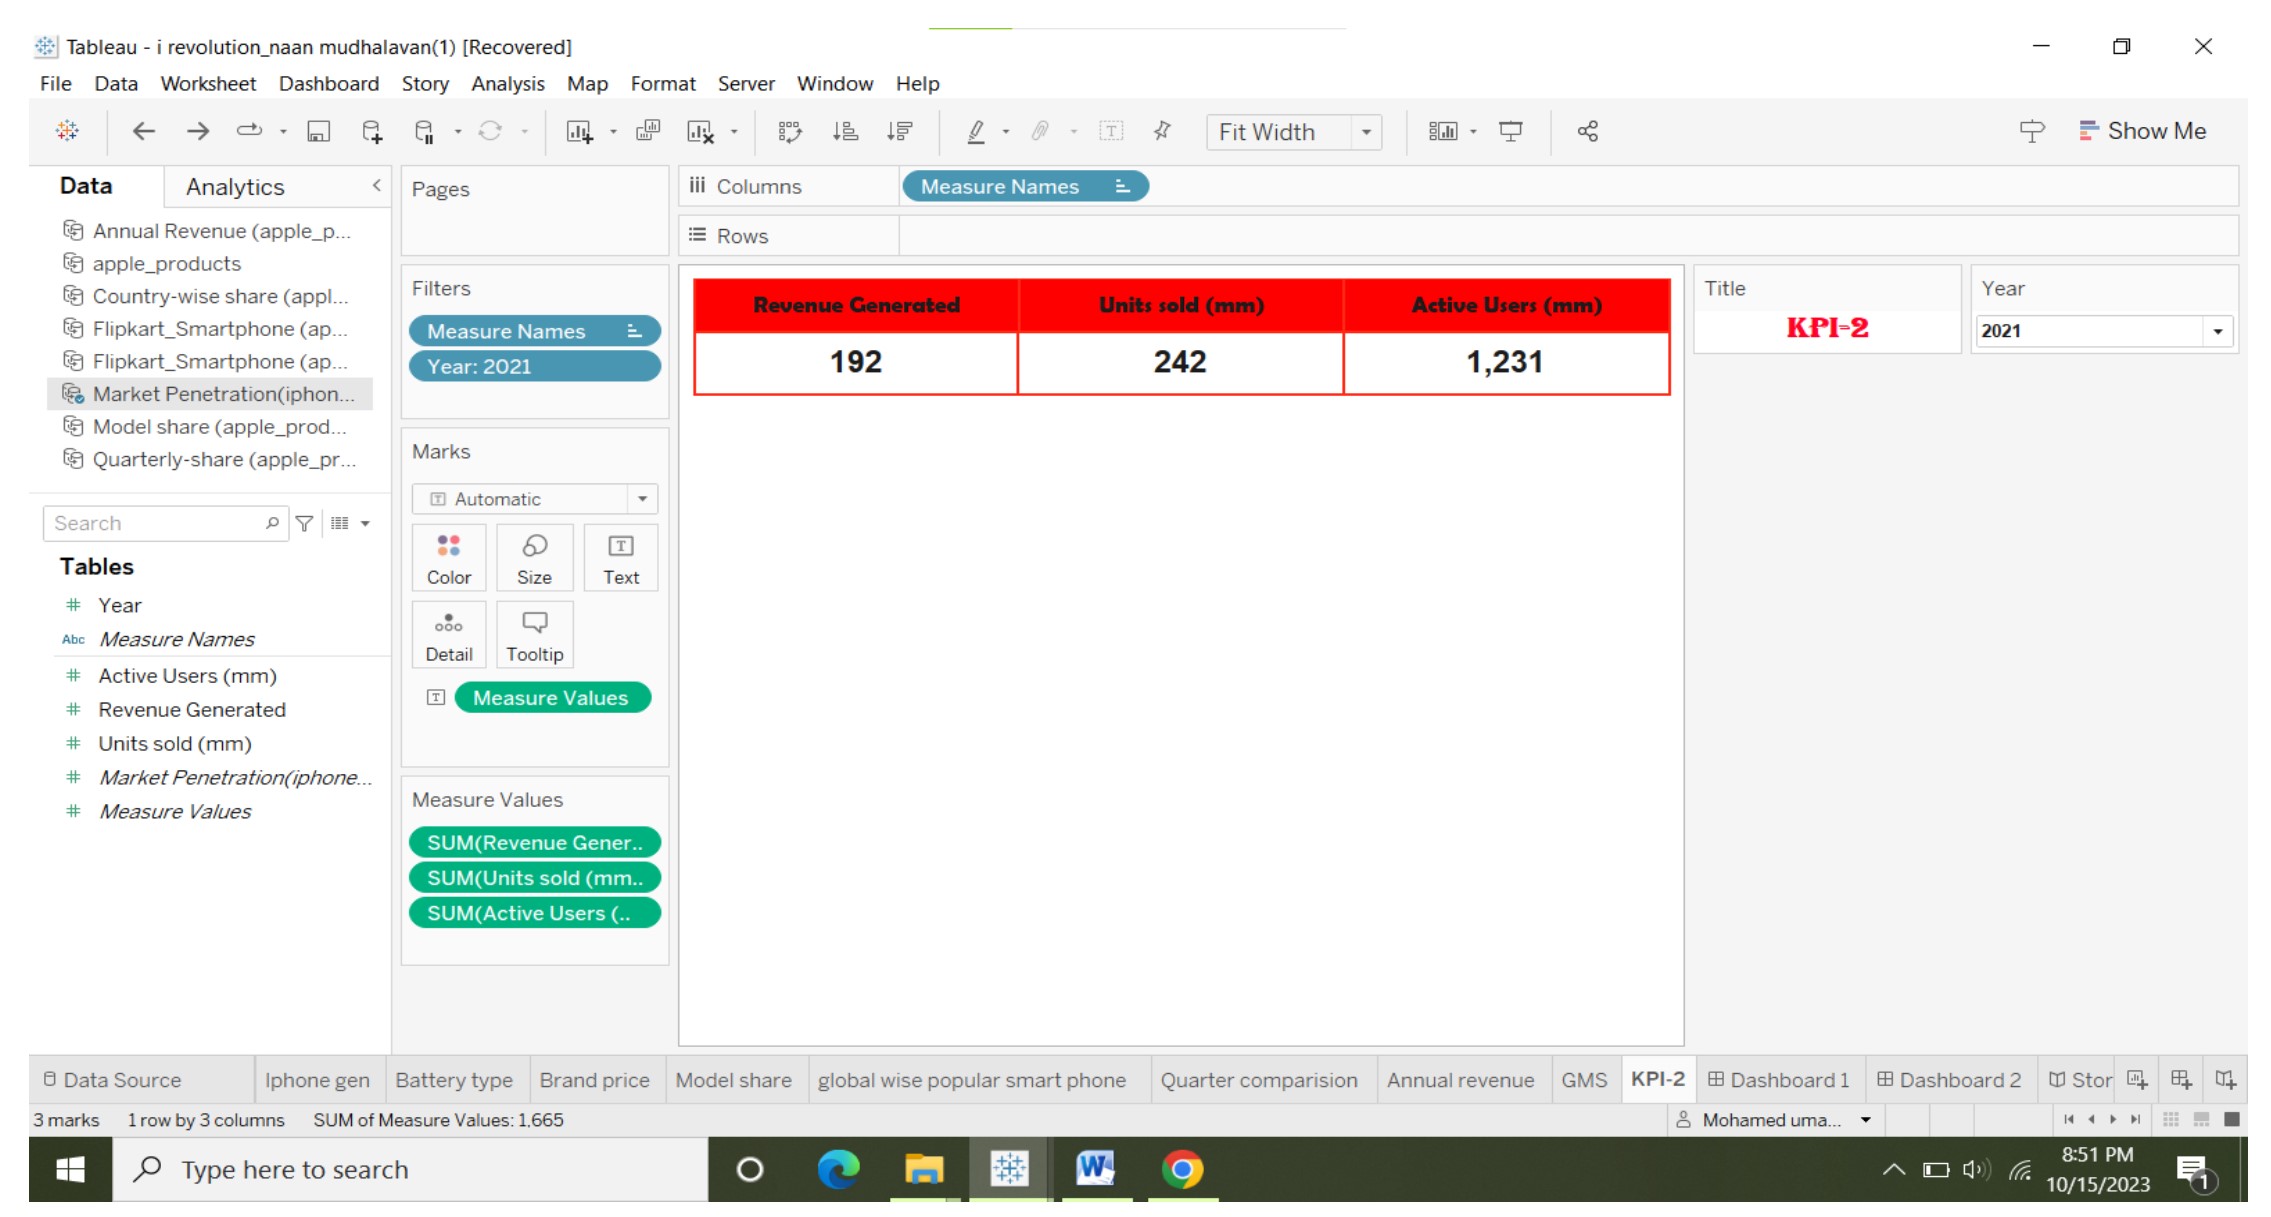 Tableau - i revolution_naan mudhalavan(1) [Recovered]
File Data Worksheet Dashboard Story Analysis Map Format Server Window Help
Fit Width
Show Me
Data Analytics
Annual Revenue (apple_p...
apple_products
Country-wise share (appl...
Flipkart_Smartphone (ap...
Flipkart_Smartphone (ap...
Market Penetration(iphon...
Model share (apple_prod...
Quarterly-share (apple_pr...
Search
Tables
# Year
Abc Measure Names
# Active Users (mm)
# Revenue Generated
# Units sold (mm)
# Market Penetration(iphone...
# Measure Values
Pages
Filters
Measure Names
Year: 2021
Marks
T Automatic
Color Size T Text
Detail Tooltip
T Measure Values
Measure Values
SUM(Revenue Gener..
SUM(Units sold (mm..
SUM(Active Users (..
Columns Measure Names
Rows
Revenue Generated Units sold (mm) Active Users (mm)
192 242 1,231
Title
KPI-2
Year
2021
Data Source Iphone gen Battery type Brand price Model share global wise popular smart phone Quarter comparision Annual revenue GMS KPI-2 Dashboard 1 Dashboard 2 Stor
3 marks 1 row by 3 columns SUM of Measure Values: 1,665 Mohamed uma...
Type here to search
W
8:51 PM
10/15/2023
1